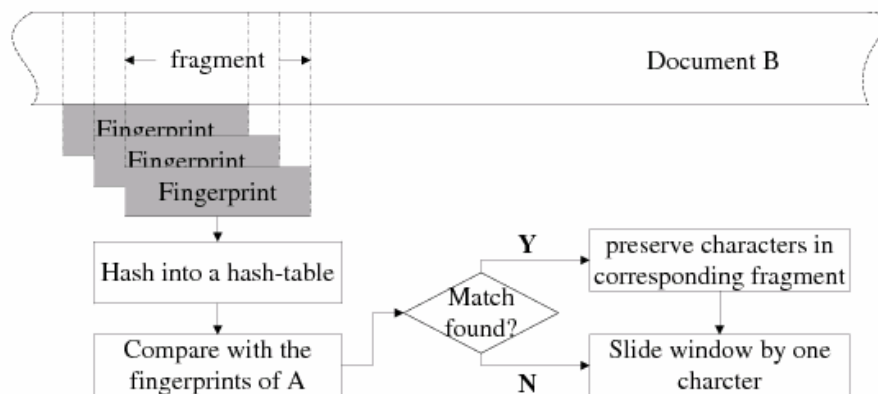 fragment
Document B
Fingerprint
Fingerprint
Fingerprint
Hash into a hash-table
Compare with the
fingerprints of A
Match
found?
Y
preserve characters in
corresponding fragment
N
Slide window by one
charcter